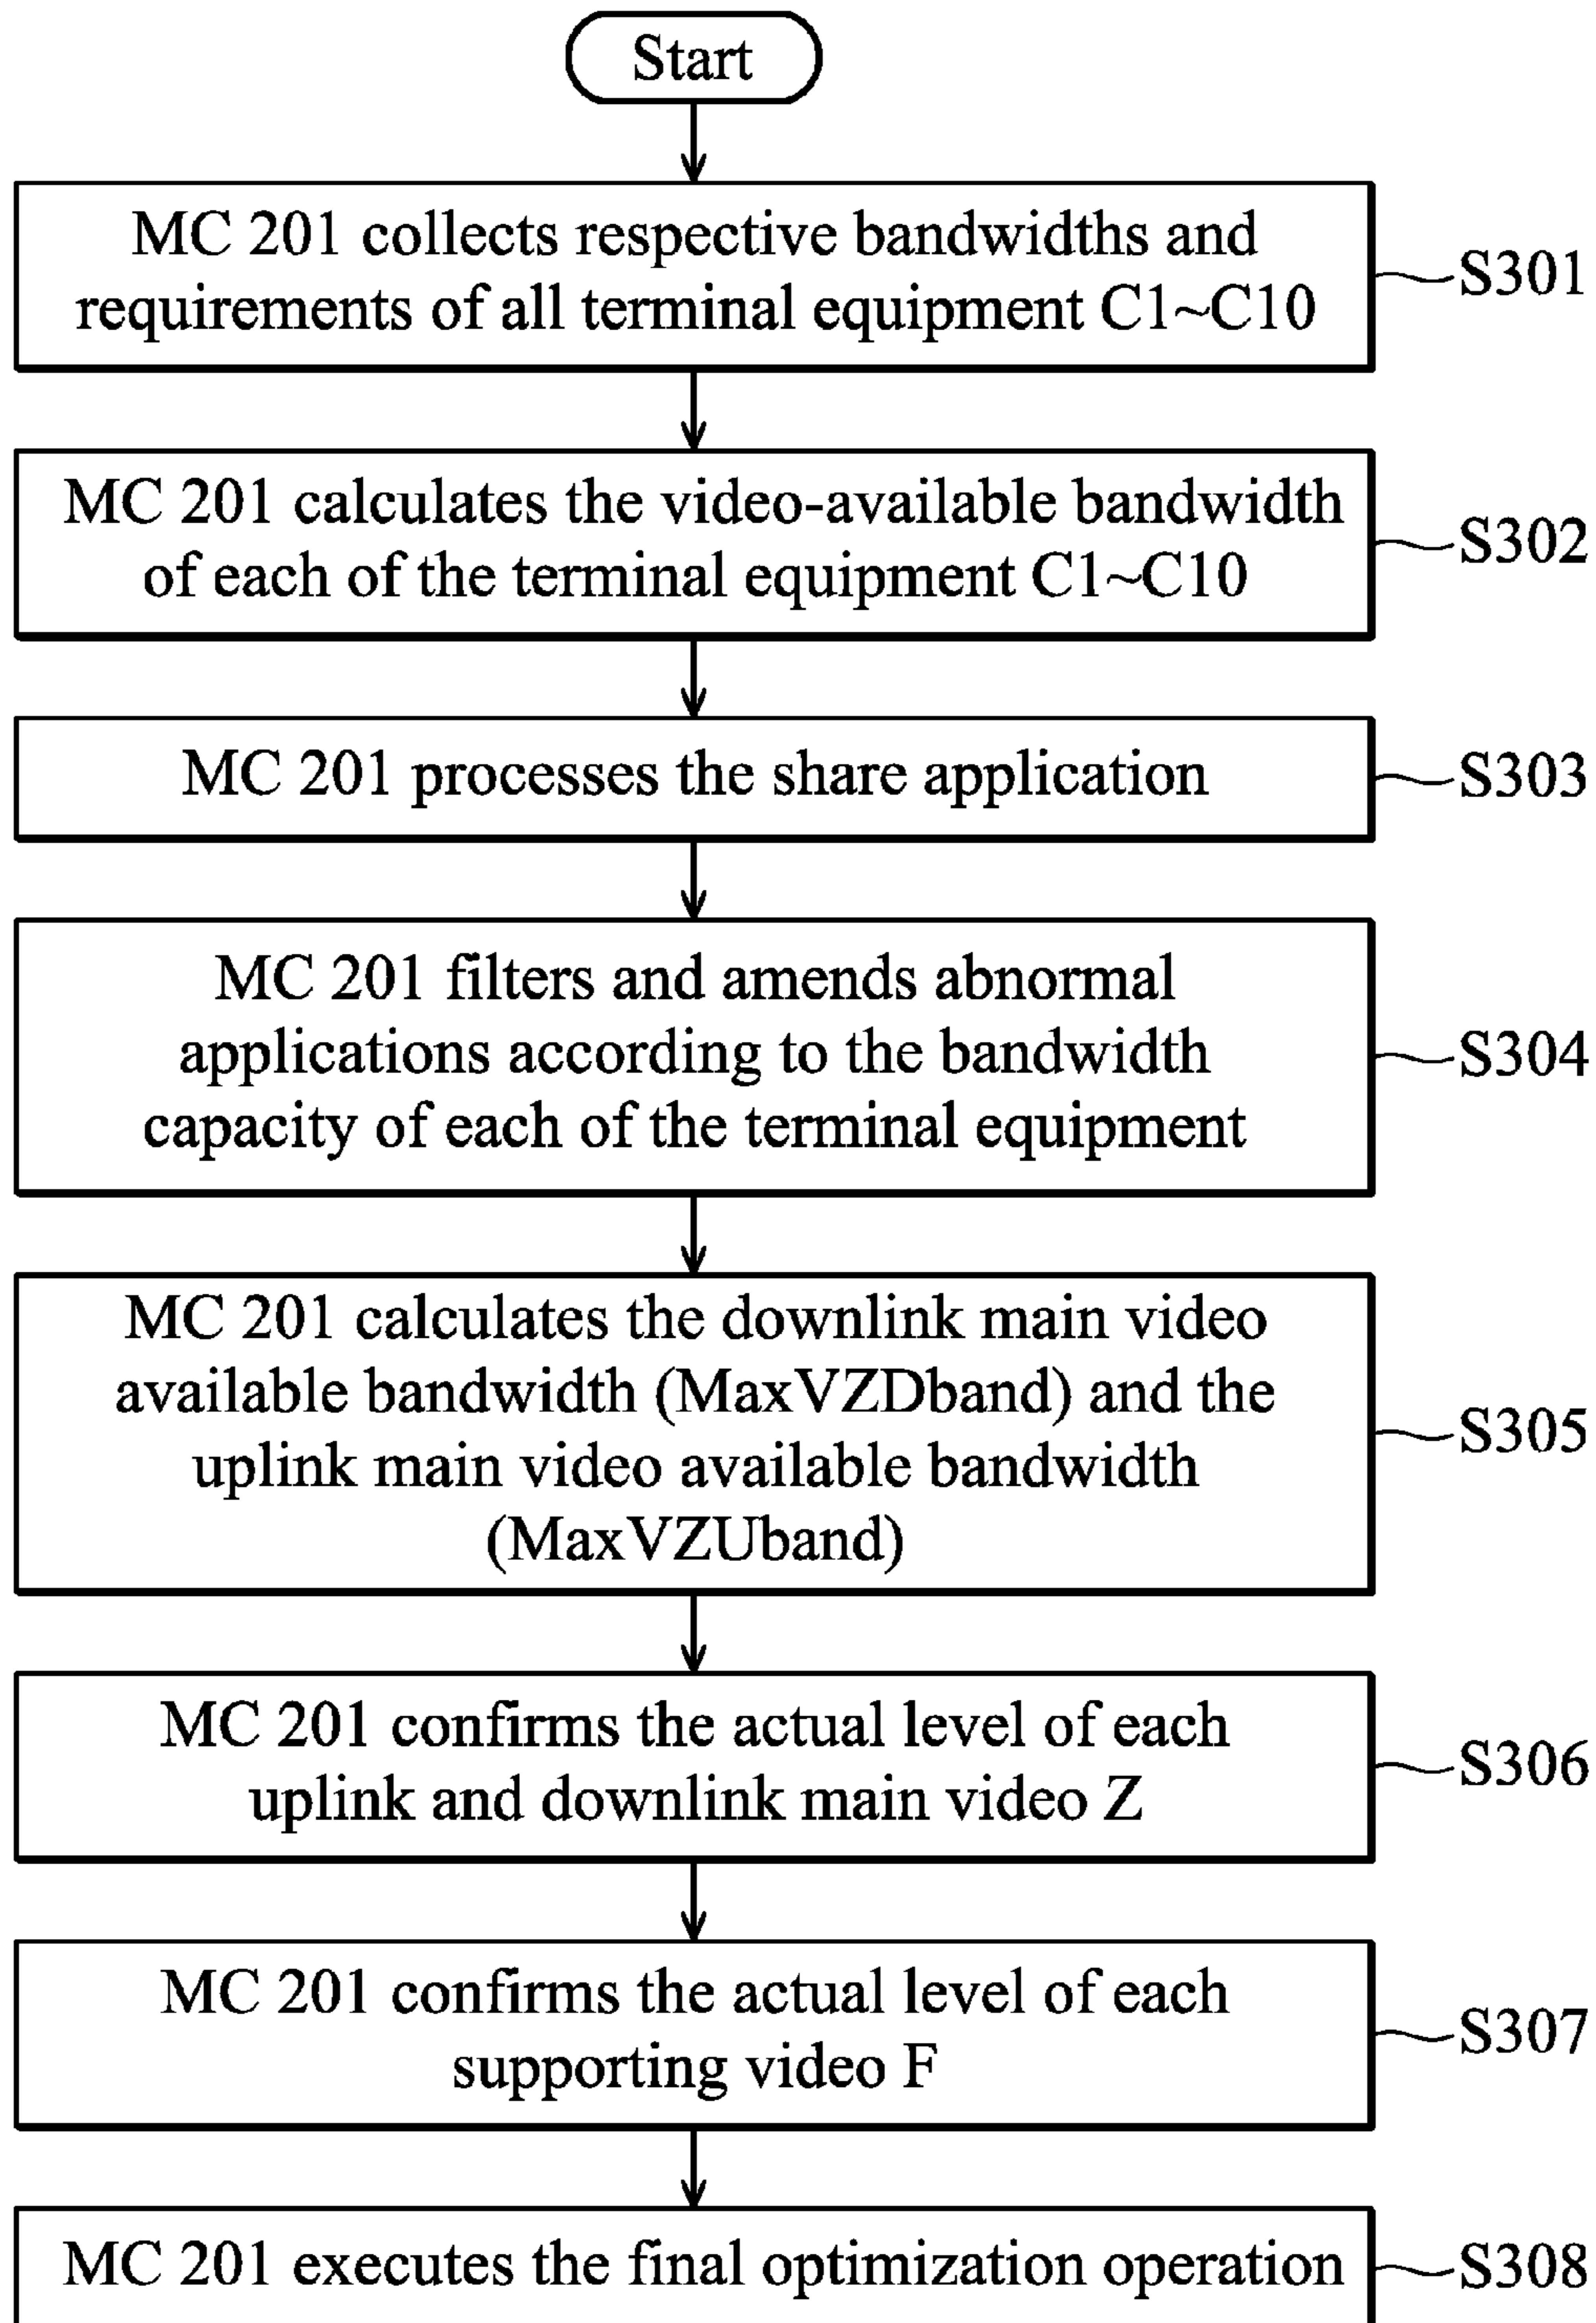 Start
MC 201 collects respective bandwidths and
requirements of all terminal equipment C1~C10
S301
MC 201 calculates the video-available bandwidth
of each of the terminal equipment C1~C10
S302
MC 201 processes the share application
S303
MC 201 filters and amends abnormal
applications according to the bandwidth
capacity of each of the terminal equipment
S304
MC 201 calculates the downlink main video
available bandwidth (MaxVZDband) and the
uplink main video available bandwidth
(MaxVZUband)
S305
MC 201 confirms the actual level of each
uplink and downlink main video Z
S306
MC 201 confirms the actual level of each
supporting video F
S307
MC 201 executes the final optimization operation
S308